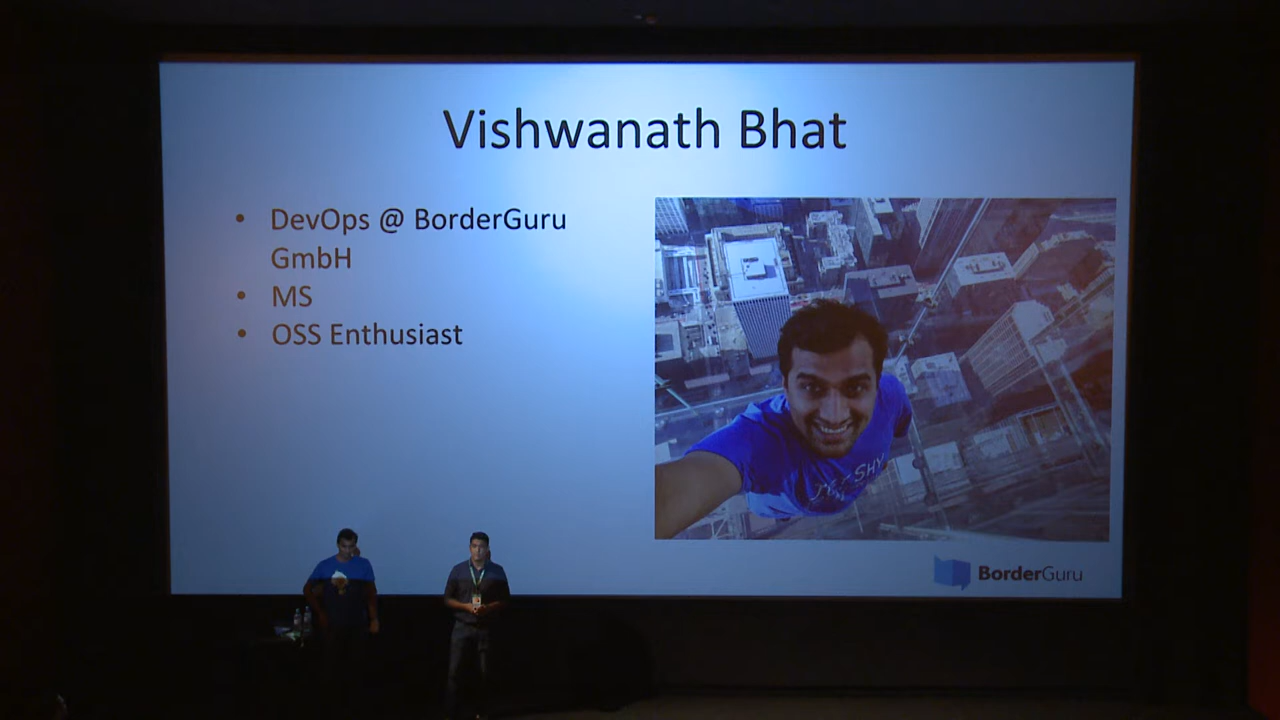 Vishwanath Bhat
• DevOps @ BorderGuru
GmbH
• MS
• OSS Enthusiast
BorderGuru